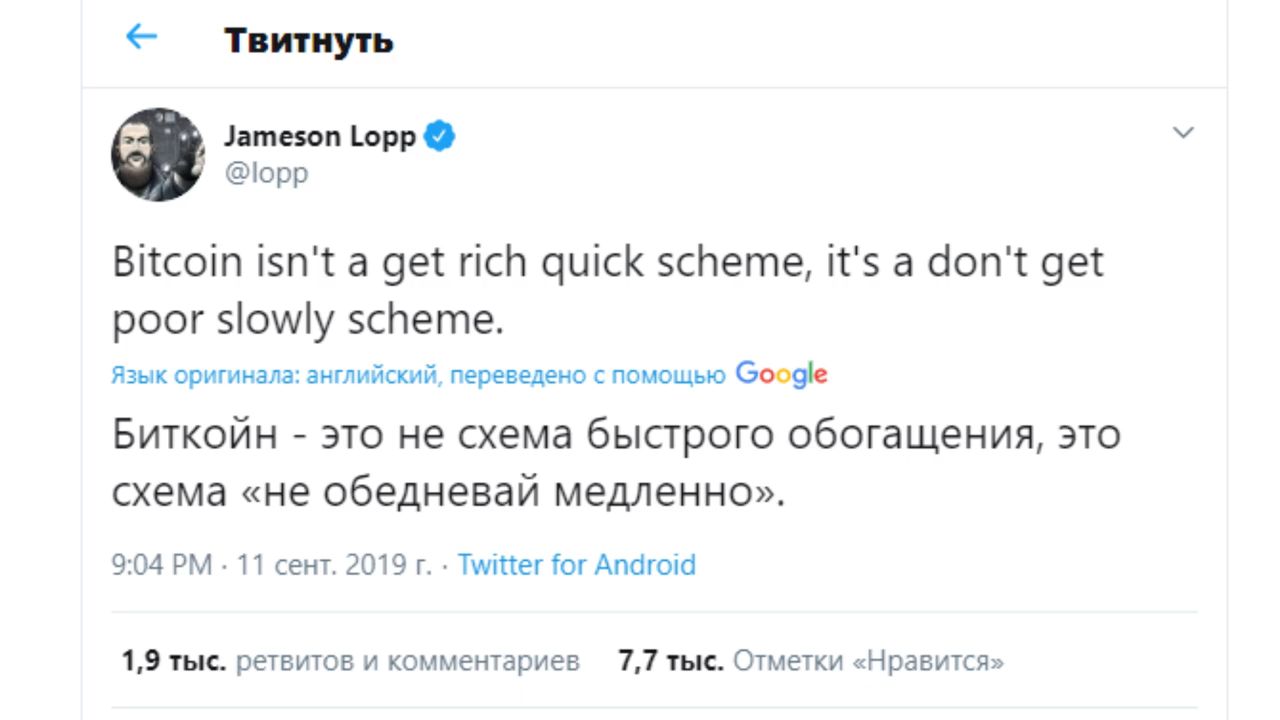 Твитнуть
Jameson Lopp
@lopp
Bitcoin isn't a get rich quick scheme, it's a don't get
poor slowly scheme.
Язык оригинала: английский, переведено с помощью Google
Биткойн - это не схема быстрого обогащения, это
схема «не обедневай медленно».
9:04 PM · 11 сент. 2019 г. · Twitter for Android
1,9 тыс. ретвитов и комментариев 7,7 тыс. Отметки «Нравится»